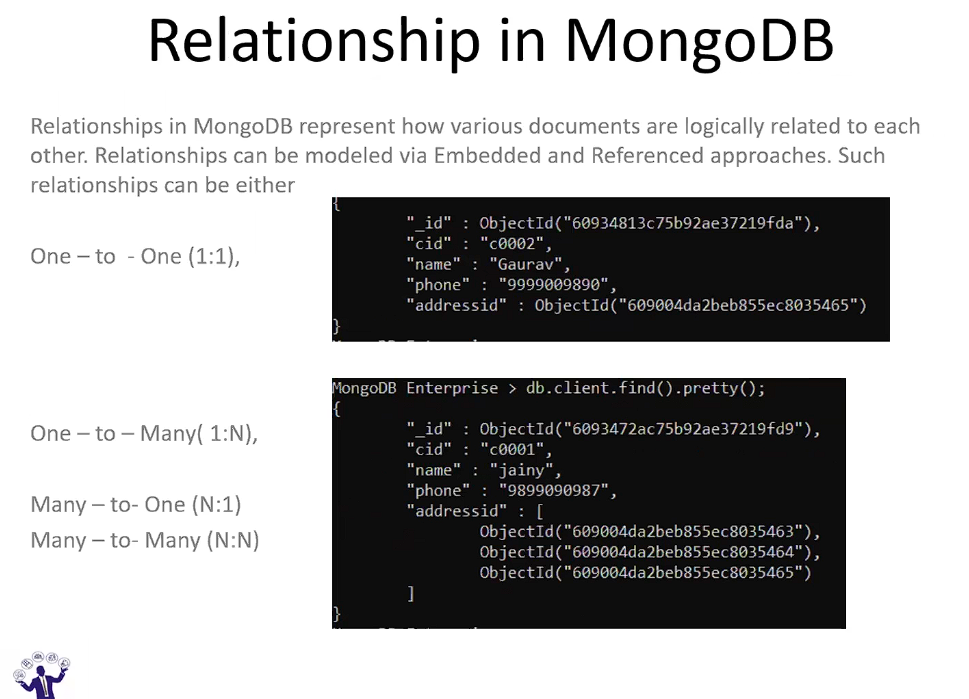 Relationship in MongoDB
Relationships in MongoDB represent how various documents are logically related to each
other. Relationships can be modeled via Embedded and Referenced approaches. Such
relationships can be either
One – to  - One (1:1),
{
"_id" : ObjectId("60934813c75b92ae37219fda"),
"cid" : "c0002",
"name" : "Gaurav",
"phone" : "9999009890",
"addressid" : ObjectId("609004da2beb855ec8035465")
}
MongoDB Enterprise > db.client.find().pretty();
{
"_id" : ObjectId("6093472ac75b92ae37219fd9"),
"cid" : "c0001",
"name" : "jainy",
"phone" : "9899090987",
"addressid" : [
ObjectId("609004da2beb855ec8035463"),
ObjectId("609004da2beb855ec8035464"),
ObjectId("609004da2beb855ec8035465")
]
}
One – to – Many( 1:N),
Many – to- One (N:1)
Many – to- Many (N:N)